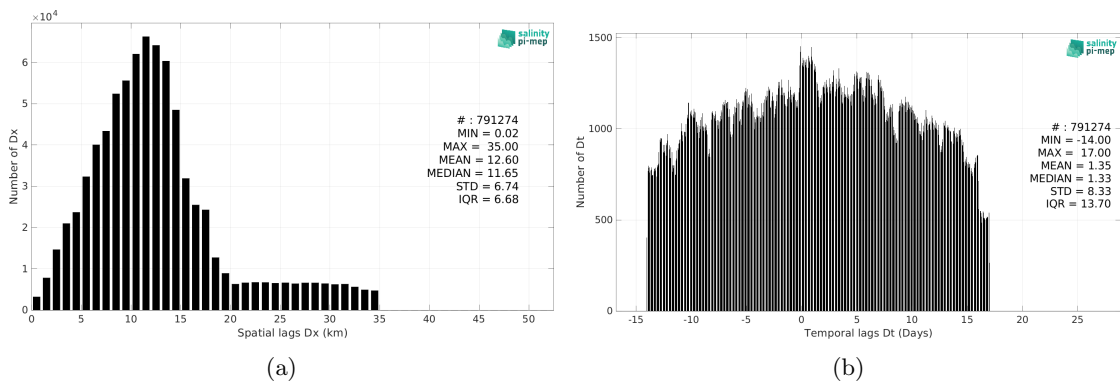 ×10⁴
salinity
pi-mep
6
5
4
3
2
1
0
Number of Dx
# : 791274
MIN = 0.02
MAX = 35.00
MEAN = 12.60
MEDIAN = 11.65
STD = 6.74
IQR = 6.68
0 5 10 15 20 25 30 35 40 45 50
Spatial lags Dx (km)
(a)
salinity
pi-mep
1500
1000
500
0
Number of Dt
# : 791274
MIN = -14.00
MAX = 17.00
MEAN = 1.35
MEDIAN = 1.33
STD = 8.33
IQR = 13.70
-15 -10 -5 0 5 10 15 20 25
Temporal lags Dt (Days)
(b)